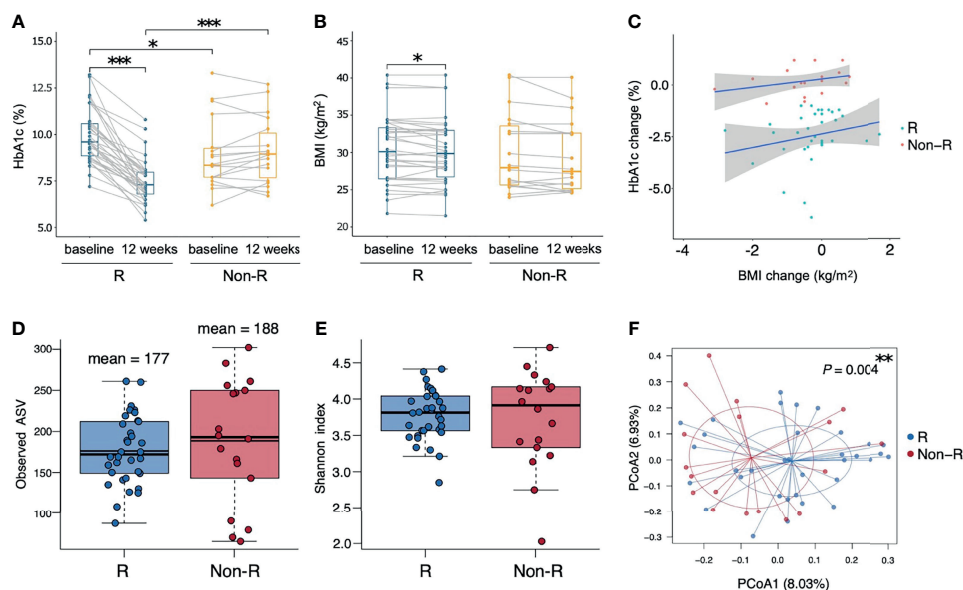 A
***
*
***
15.0
12.5
10.0
7.5
5.0
HbA1c (%)
baseline 12 weeks baseline 12 weeks
R Non-R
B
*
45
40
35
30
25
20
BMI (kg/m²)
baseline 12 weeks baseline 12 weeks
R Non-R
C
0.0
-2.5
-5.0
HbA1c change (%)
-4 -2 0 2
BMI change (kg/m²)
R
Non-R
D
mean = 177
mean = 188
300
250
200
150
100
Observed ASV
R Non-R
E
4.5
4.0
3.5
3.0
2.5
2.0
Shannon index
R Non-R
F
**
P = 0.004
0.4
0.3
0.2
0.1
0.0
-0.1
-0.2
-0.3
PCoA2 (6.93%)
-0.2 -0.1 0.0 0.1 0.2 0.3
PCoA1 (8.03%)
R
Non-R